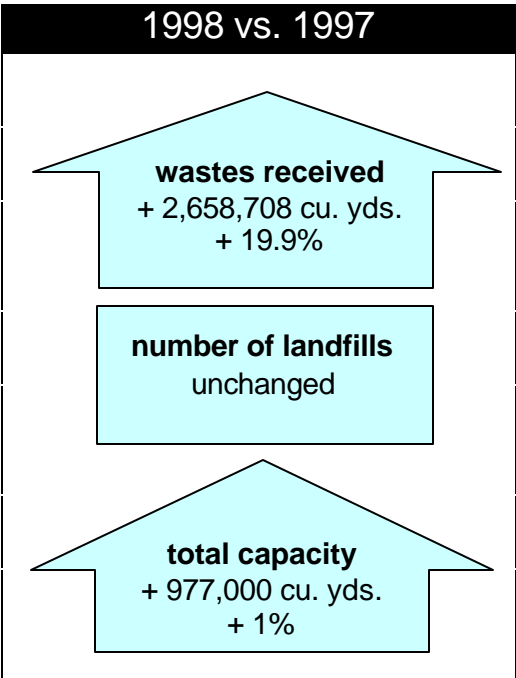 1998 vs. 1997
wastes received
+ 2,658,708 cu. yds.
+ 19.9%
number of landfills
unchanged
total capacity
+ 977,000 cu. yds.
+ 1%